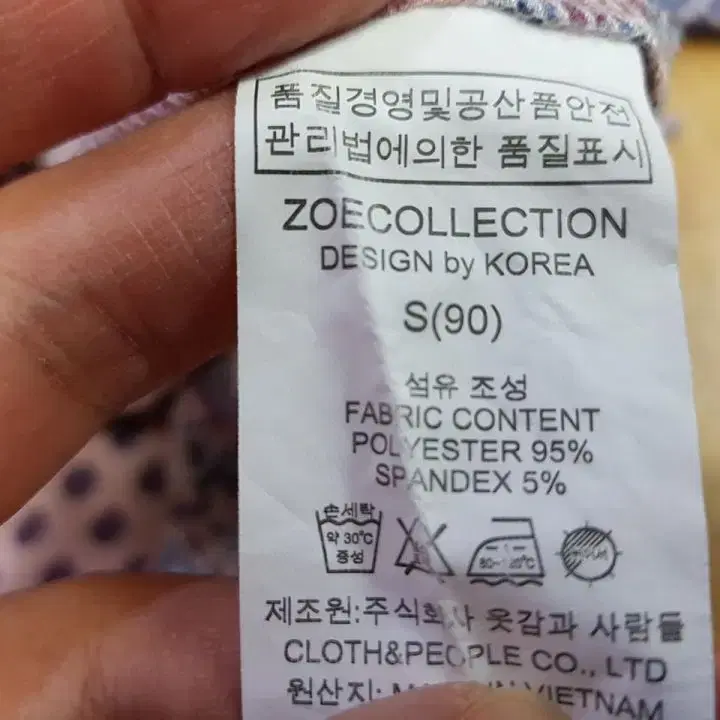 품질경영및공산품안전
관리법에의한 품질표시
ZOECOLLECTION
DESIGN by KOREA
S(90)
섬유 조성
FABRIC CONTENT
POLYESTER 95%
SPANDEX 5%
손세탁
약 30℃
중성
80~120℃
제조원:주식회사 옷감과 사람들
CLOTH&PEOPLE CO., LTD
원산지: VIETNAM